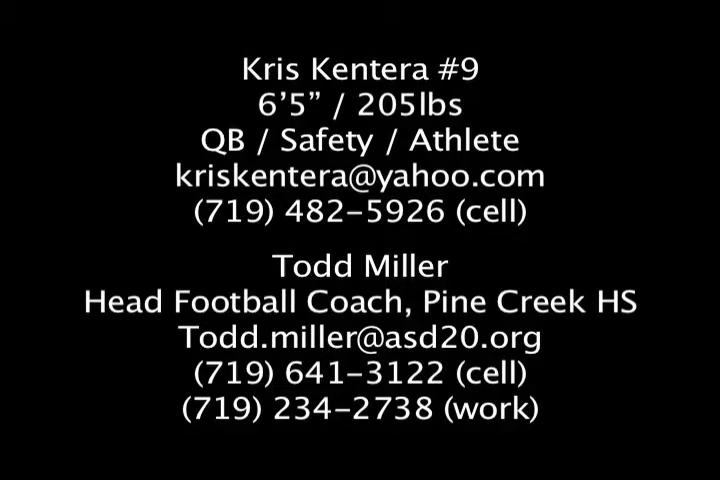 Kris Kentera #9
6’5” / 205lbs
QB / Safety / Athlete
kriskentera@yahoo.com
(719) 482-5926 (cell)
Todd Miller
Head Football Coach, Pine Creek HS
Todd.miller@asd20.org
(719) 641-3122 (cell)
(719) 234-2738 (work)